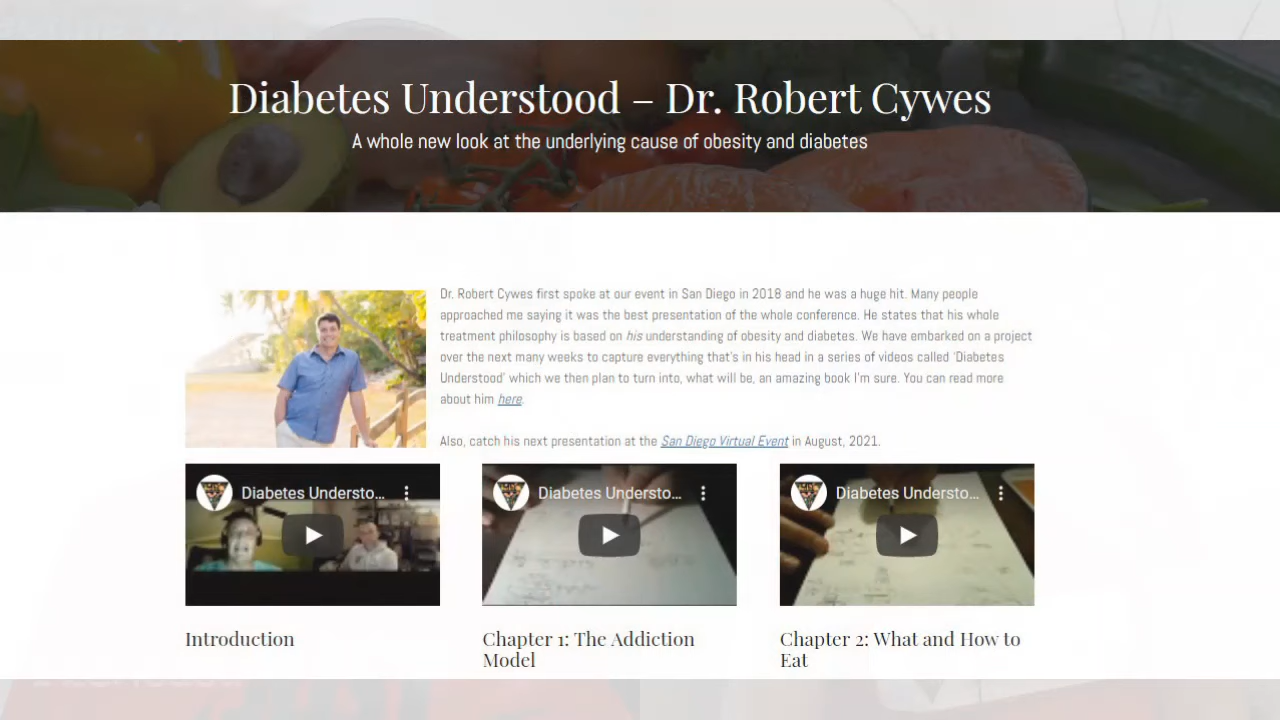 Diabetes Understood – Dr. Robert Cywes
A whole new look at the underlying cause of obesity and diabetes
Dr. Robert Cywes first spoke at our event in San Diego in 2018 and he was a huge hit. Many people
approached me saying it was the best presentation of the whole conference. He states that his whole
treatment philosophy is based on his understanding of obesity and diabetes. We have embarked on a project
over the next many weeks to capture everything that's in his head in a series of videos called 'Diabetes
Understood' which we then plan to turn into, what will be, an amazing book I'm sure. You can read more
about him here.
Also, catch his next presentation at the San Diego Virtual Event in August, 2021.
Diabetes Understo...
Diabetes Understo...
Diabetes Understo...
Introduction
Chapter 1: The Addiction
Model
Chapter 2: What and How to
Eat